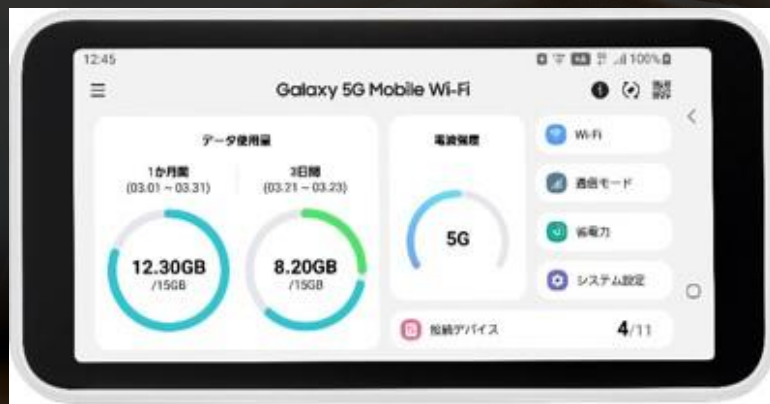 12:45
100%
Galaxy 5G Mobile Wi-Fi
データ使用量
1か月間
(03.01 ~ 03.31)
12.30GB
/15GB
3日間
(03.21 ~ 03.23)
8.20GB
/15GB
電波強度
5G
Wi-Fi
通信モード
省電力
システム設定
接続デバイス
4/11